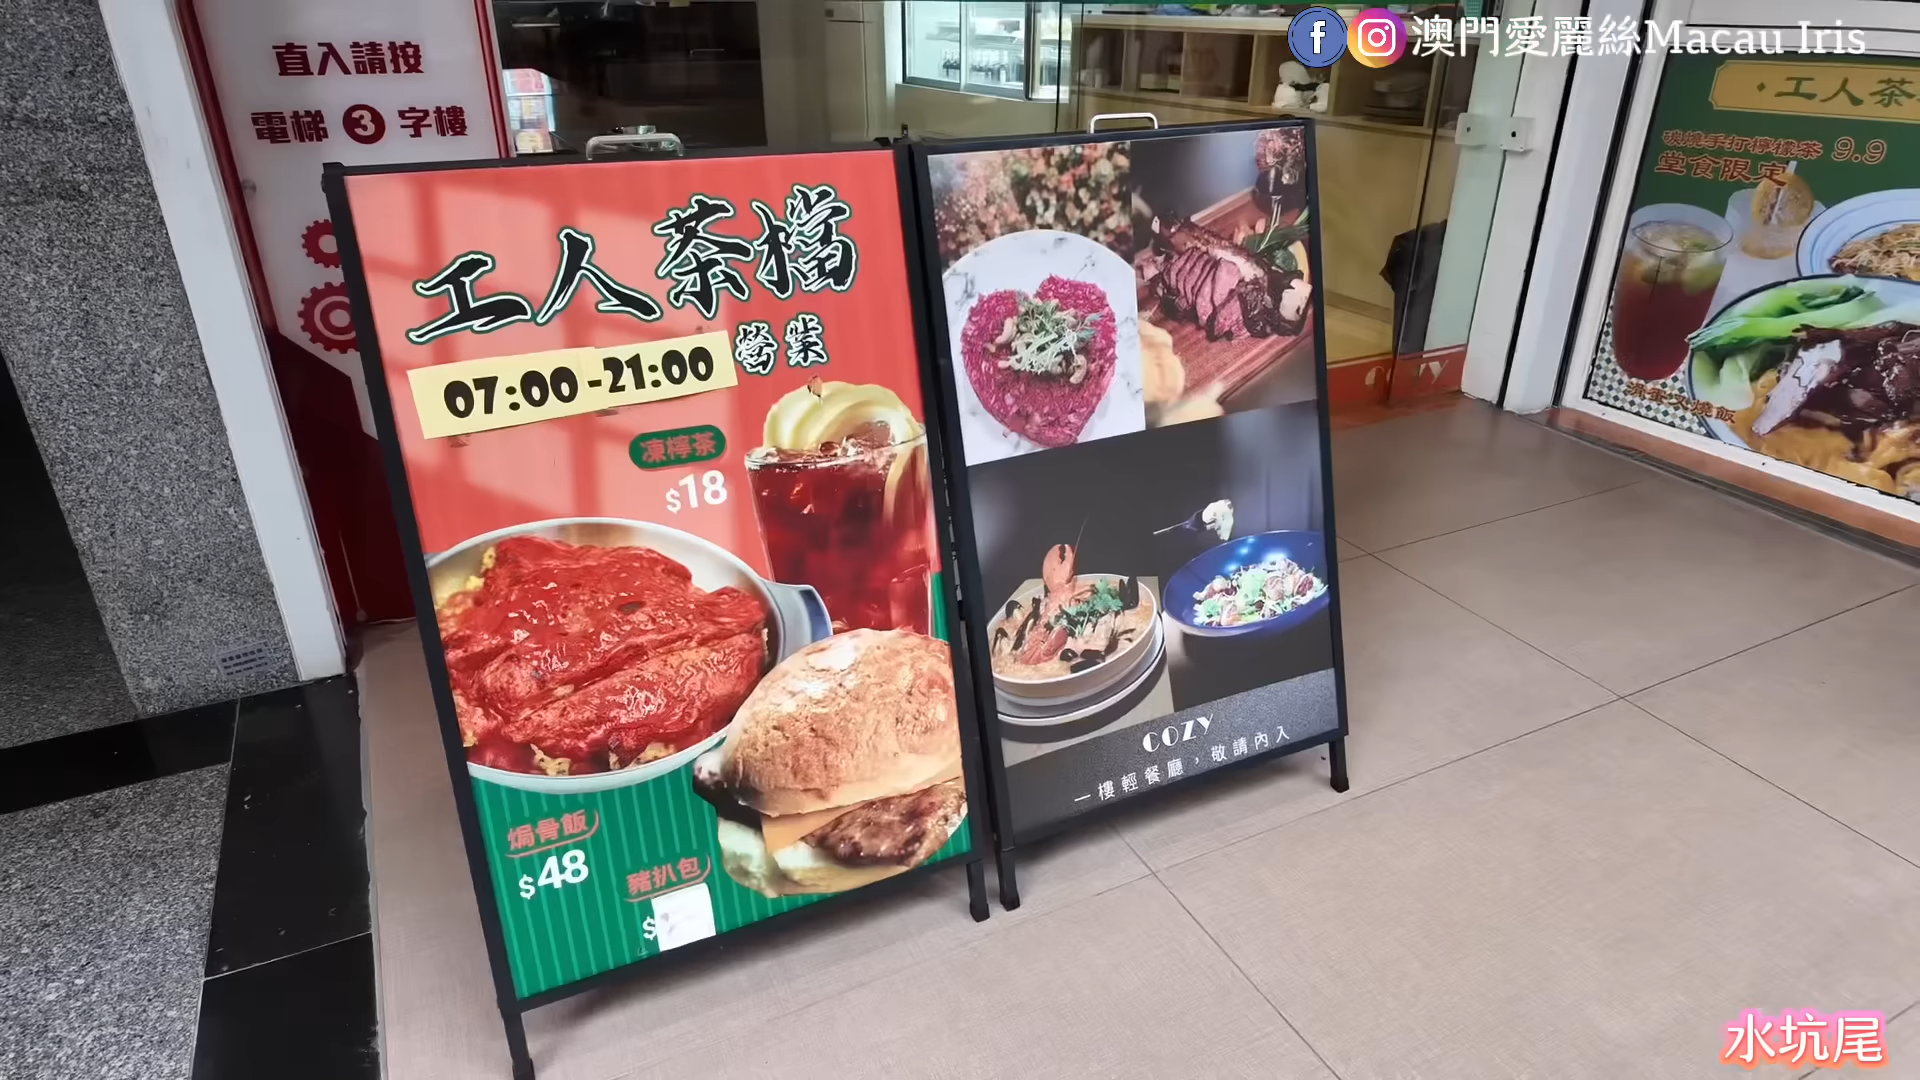 澳門愛麗絲Macau Iris
直入請按
電梯 3 字樓
工人茶檔
07:00-21:00 營業
凍檸茶
$18
焗骨飯
$48
豬扒包
$
COZY
一樓輕餐廳,敬請內入
COZY
·工人茶
碳燒手打檸檬茶 9.9
堂食限定
滑蛋叉燒飯
水坑尾